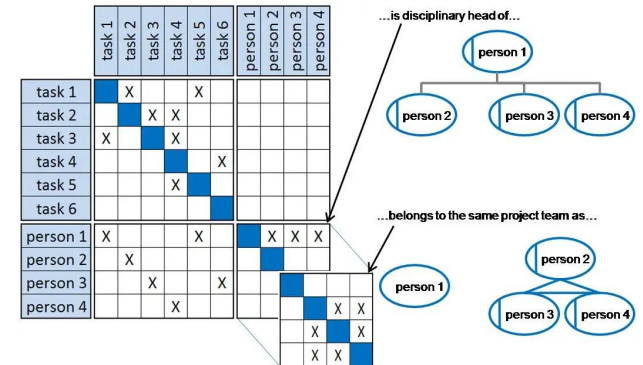 ...is disciplinary head of...
task 1 task 2 task 3 task 4 task 5 task 6 person 1 person 2 person 3 person 4
task 1 X X
task 2 X X
task 3 X X
task 4 X
task 5 X
task 6
person 1 X X X X X
person 2 X
person 3 X X
person 4 X
X X
X X
X X
person 1
person 2 person 3 person 4
...belongs to the same project team as...
person 1
person 2
person 3 person 4